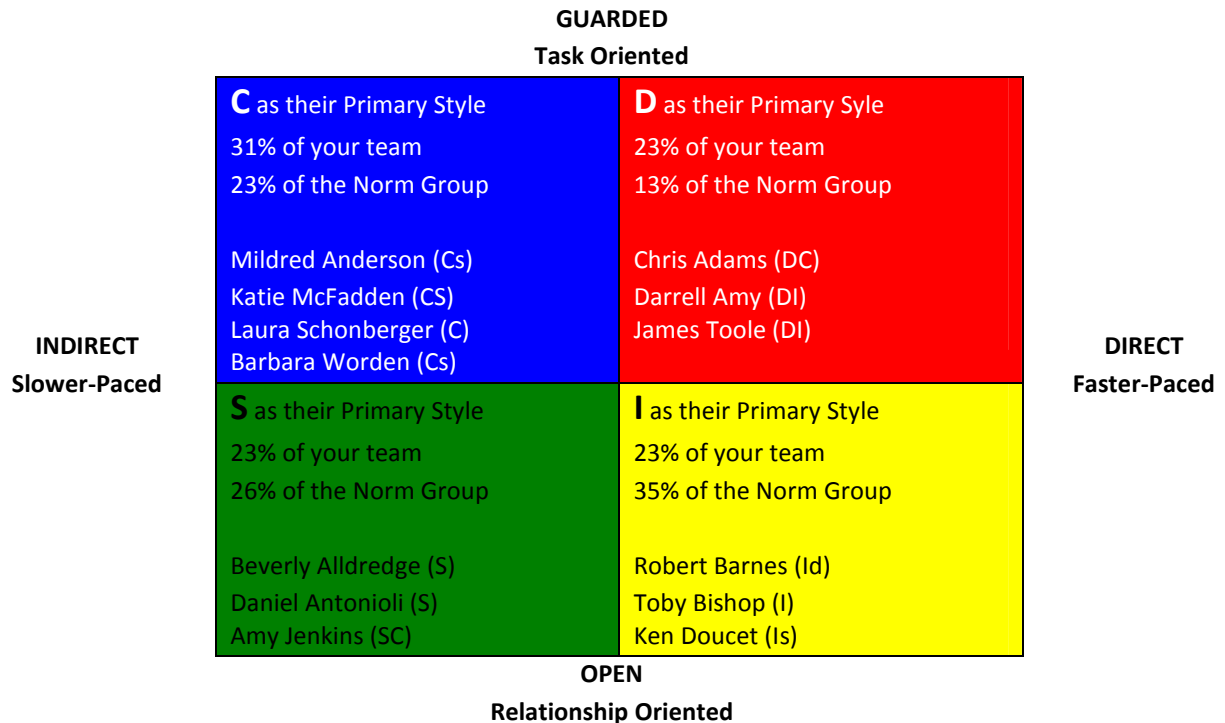 GUARDED
Task Oriented
C as their Primary Style
31% of your team
23% of the Norm Group
Mildred Anderson (Cs)
Katie McFadden (CS)
Laura Schonberger (C)
Barbara Worden (Cs)
D as their Primary Syle
23% of your team
13% of the Norm Group
Chris Adams (DC)
Darrell Amy (DI)
James Toole (DI)
INDIRECT
Slower-Paced
DIRECT
Faster-Paced
S as their Primary Style
23% of your team
26% of the Norm Group
Beverly Alldredge (S)
Daniel Antonioli (S)
Amy Jenkins (SC)
I as their Primary Style
23% of your team
35% of the Norm Group
Robert Barnes (Id)
Toby Bishop (I)
Ken Doucet (Is)
OPEN
Relationship Oriented